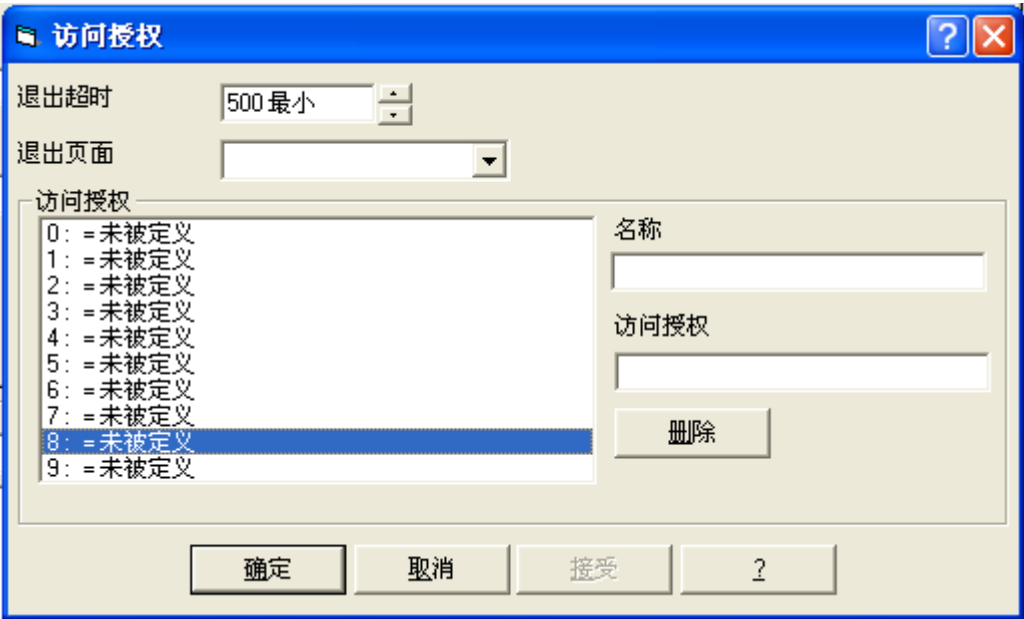 访问授权
退出超时
500 最小
退出页面
访问授权
0: =未被定义
1: =未被定义
2: =未被定义
3: =未被定义
4: =未被定义
5: =未被定义
6: =未被定义
7: =未被定义
8: =未被定义
9: =未被定义
名称
访问授权
删除
确定
取消
接受
?